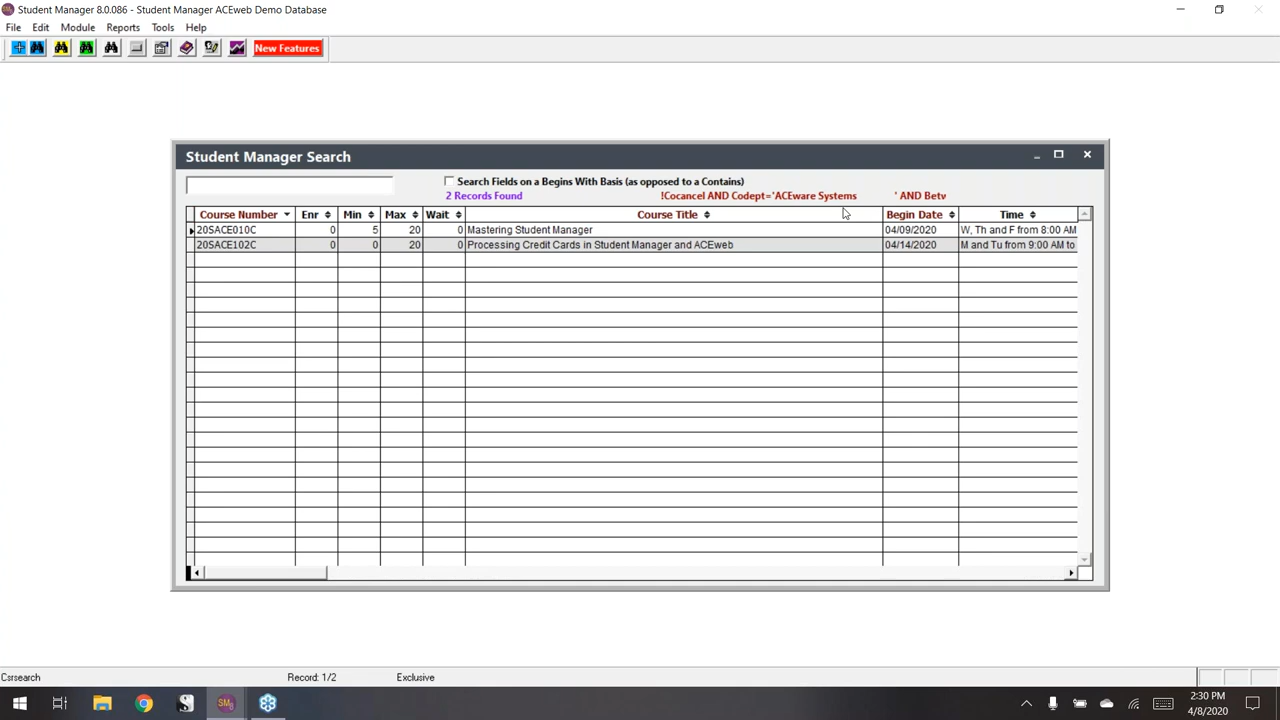 Student Manager 8.0.086 - Student Manager ACEweb Demo Database
File Edit Module Reports Tools Help
New Features
Student Manager Search
Search Fields on a Begins With Basis (as opposed to a Contains)
2 Records Found !Cocancel AND Codept='ACEware Systems ' AND Betv
Course Number Enr Min Max Wait Course Title Begin Date Time
20SACE010C 0 5 20 0 Mastering Student Manager 04/09/2020 W, Th and F from 8:00 AM
20SACE102C 0 0 20 0 Processing Credit Cards in Student Manager and ACEweb 04/14/2020 M and Tu from 9:00 AM to
Csrsearch Record: 1/2 Exclusive
2:30 PM
4/8/2020